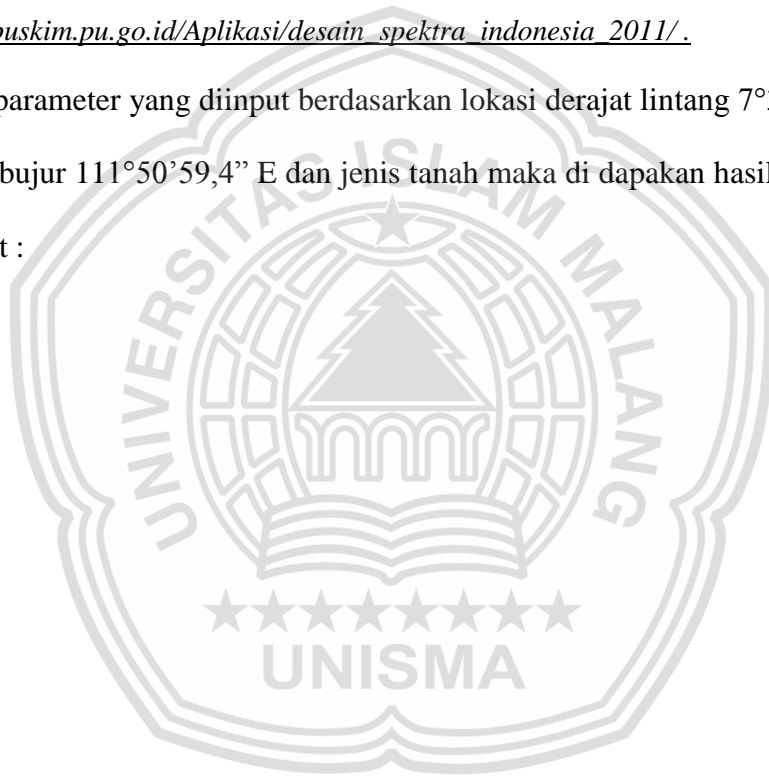 puskim.pu.go.id/Aplikasi/desain_spektra_indonesia_2011/ .
parameter yang diinput berdasarkan lokasi derajat lintang 7°
bujur 111°50’59,4” E dan jenis tanah maka di dapakan hasil
t :
UNIVERSITAS ISLAM MALANG
UNISMA